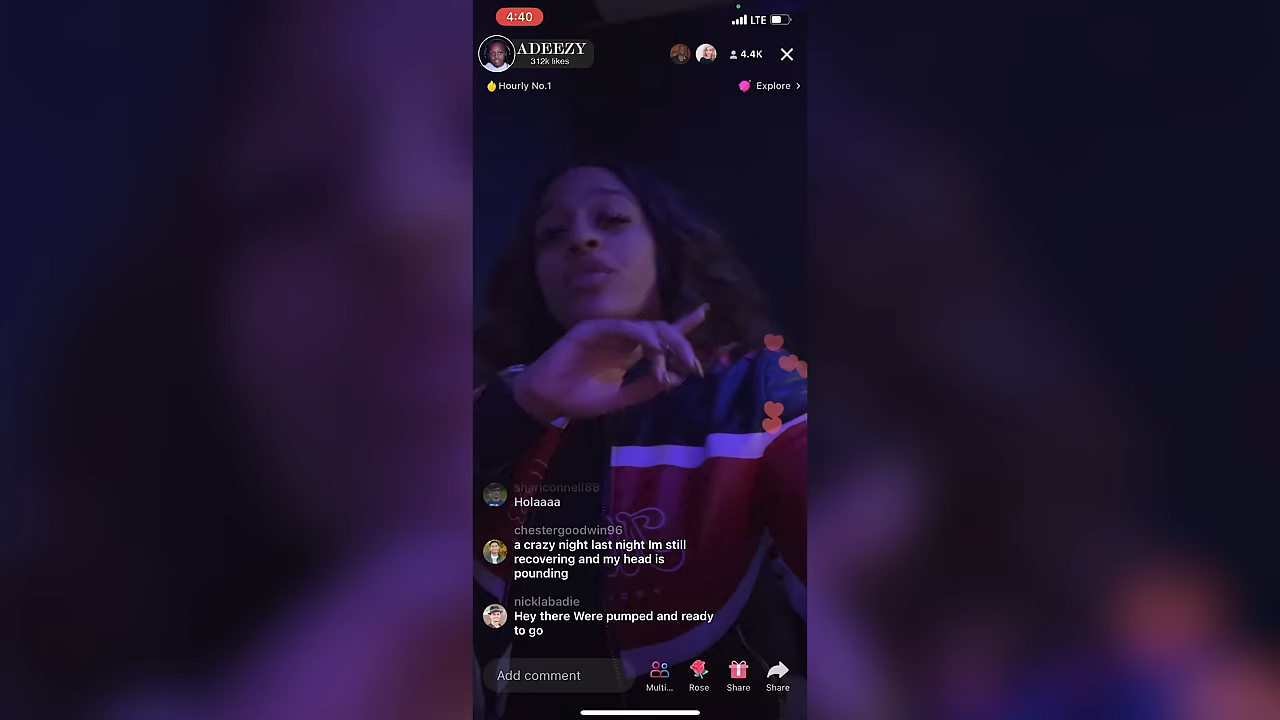 4:40
LTE
ADEEZY
312k likes
4.4K
Hourly No.1
Explore >
shariconnell88
Holaaaa
chestergoodwin96
a crazy night last night Im still
recovering and my head is
pounding
nicklabadie
Hey there Were pumped and ready
to go
Add comment
Multi...
Rose
Share
Share